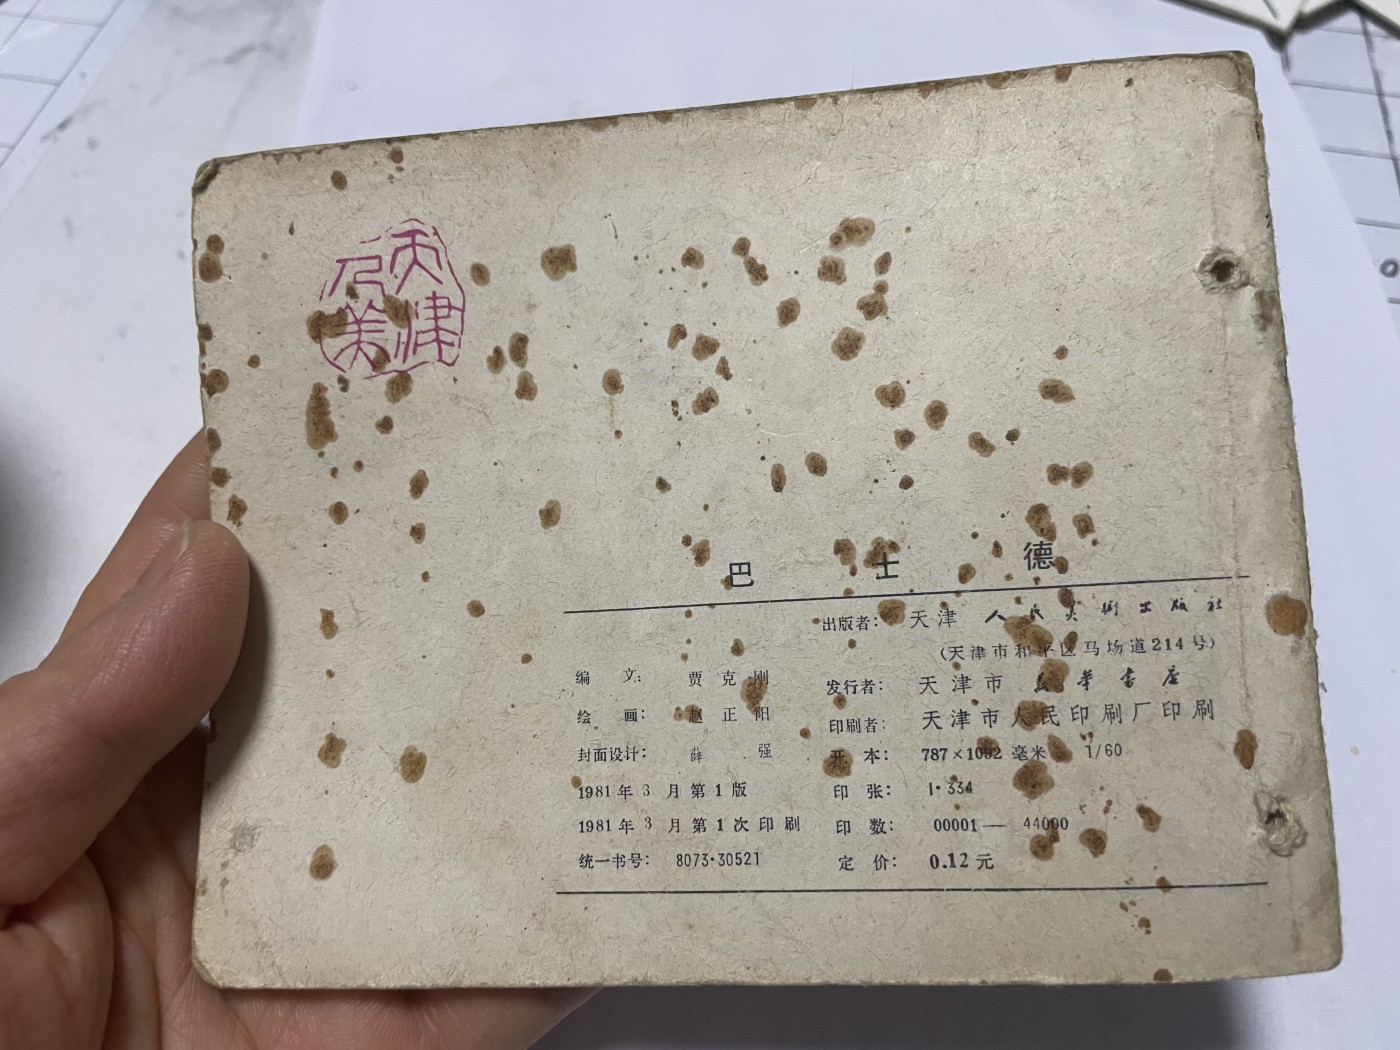 天津
人美
巴士德
出版者：天津人民美术出版社
（天津市和平区马场道214号）
编文：贾克刚 发行者：天津市新华书店
绘画：赵正阳 印刷者：天津市人民印刷厂印刷
封面设计：薛强 开本：787×1092毫米 1/60
1981年3月第1版 印张：1·334
1981年3月第1次印刷 印数：00001—44000
统一书号：8073·30521 定价：0.12元